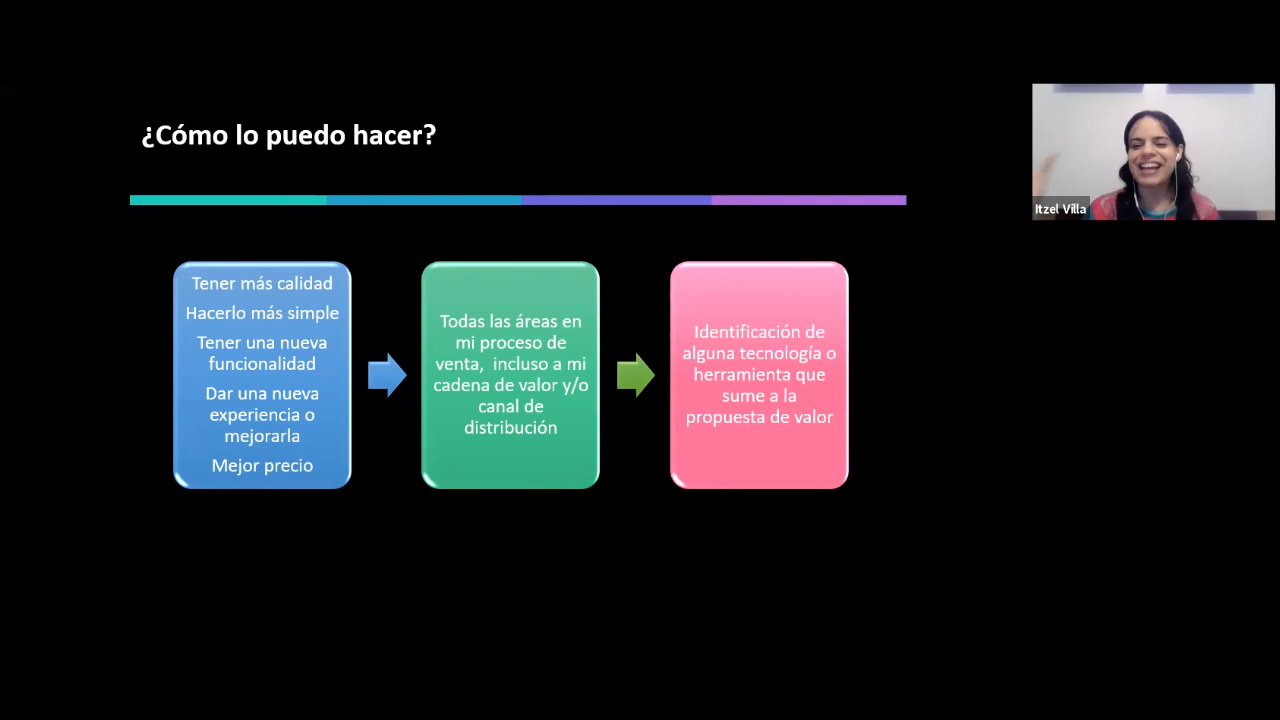 ¿Cómo lo puedo hacer?
Itzel Villa
Tener más calidad
Hacerlo más simple
Tener una nueva
funcionalidad
Dar una nueva
experiencia o
mejorarla
Mejor precio
Todas las áreas en
mi proceso de
venta,  incluso a mi
cadena de valor y/o
canal de
distribución
Identificación de
alguna tecnología o
herramienta que
sume a la
propuesta de valor